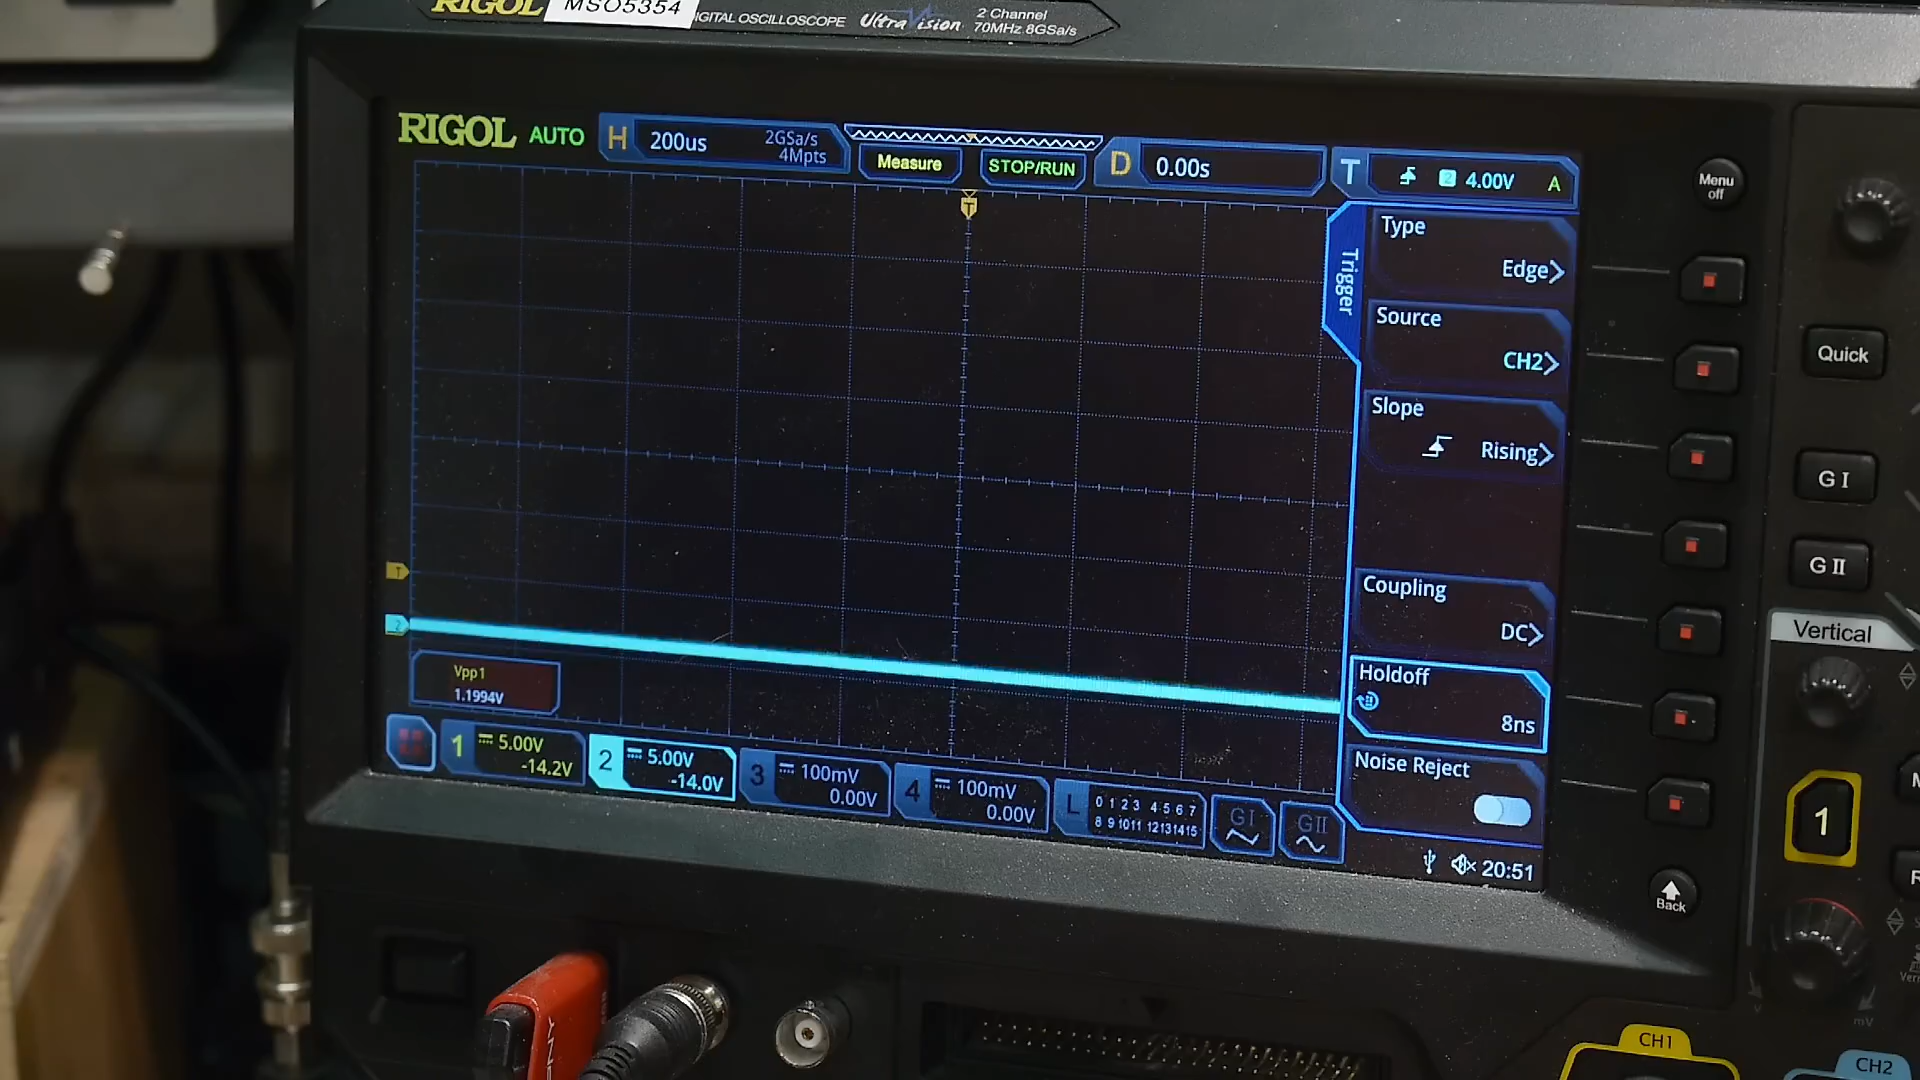 RIGOL MSO5354 DIGITAL OSCILLOSCOPE UltraVision 2 Channel
70MHz 8GSa/s
RIGOL AUTO H 200us 2GSa/s
4Mpts
Measure STOP/RUN D 0.00s T 2 4.00V A
T
Trigger
Type
Edge>
Source
CH2>
Slope
Rising>
Coupling
DC>
Holdoff
8ns
Noise Reject
T
2
Vpp1
1.1994V
1 5.00V
-14.2V
2 5.00V
-14.0V
3 100mV
0.00V
4 100mV
0.00V
L 0 1 2 3 4 5 6 7
8 9 10 11 12 13 14 15
GI
GII
20:51
Menu
off
Quick
G I
G II
Vertical
1
Back
mV
CH1
CH2